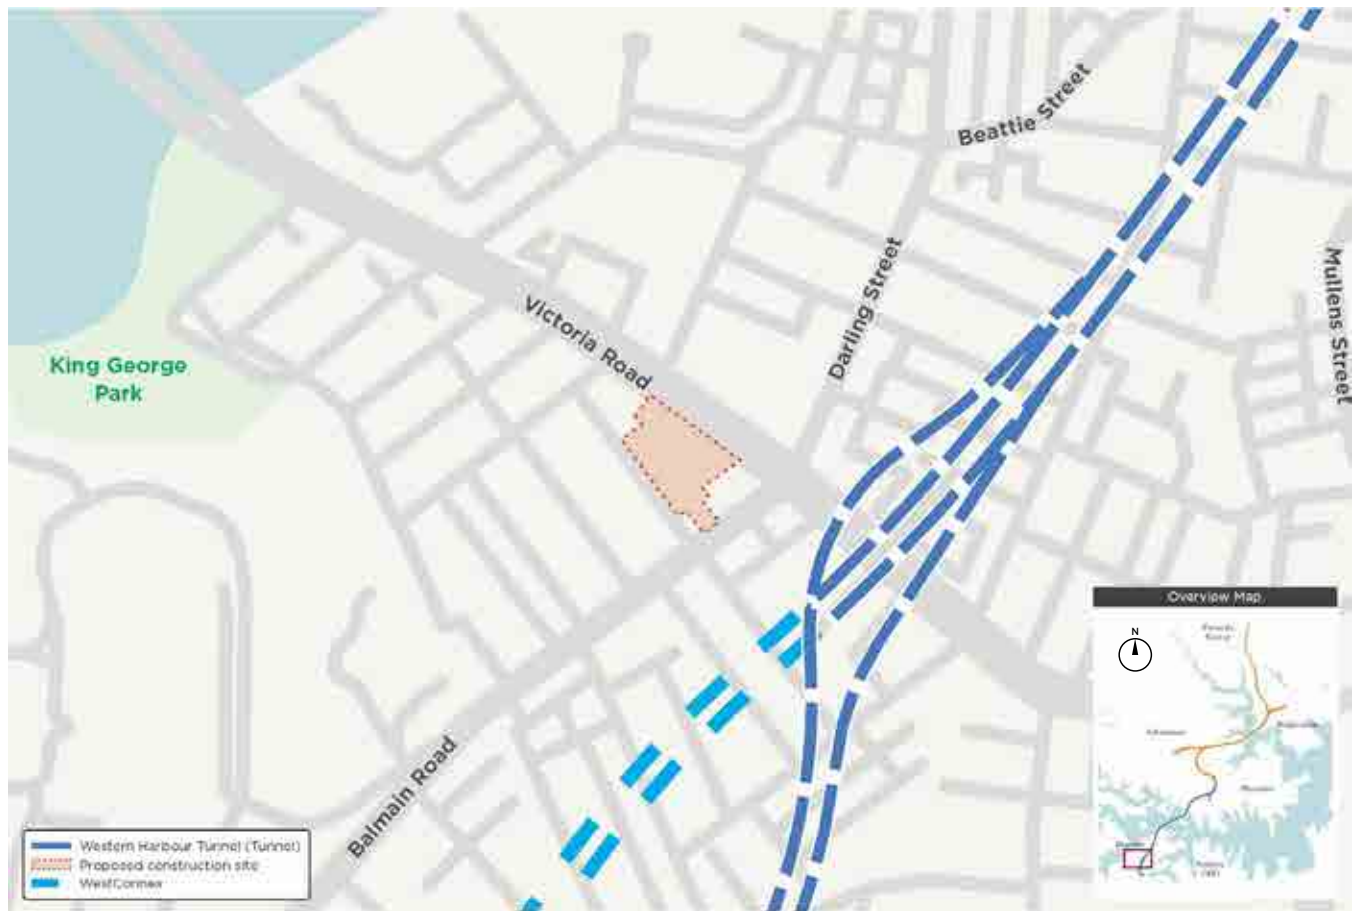 Beattie Street
Mullens Street
Darling Street
Victoria Road
King George
Park
Balmain Road
Overview Map
N
Western Harbour Tunnel (Tunnel)
Proposed construction site
WestConnex